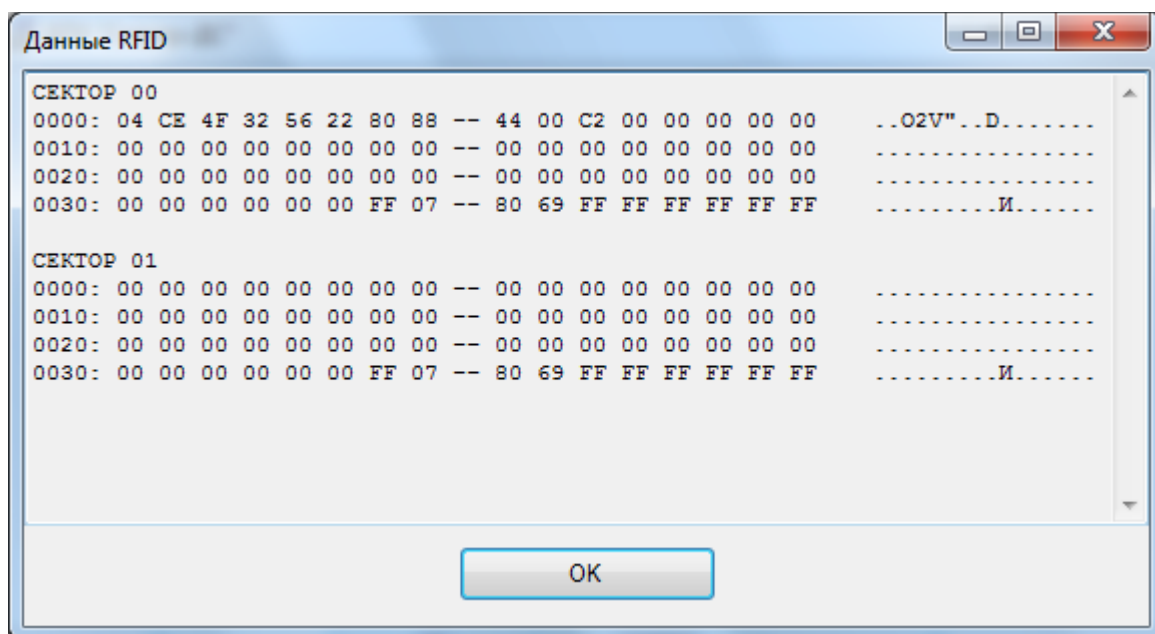 Данные RFID
СЕКТОР 00
0000: 04 CE 4F 32 56 22 80 88 -- 44 00 C2 00 00 00 00 00 ..O2V"..D.......
0010: 00 00 00 00 00 00 00 00 -- 00 00 00 00 00 00 00 00 ................
0020: 00 00 00 00 00 00 00 00 -- 00 00 00 00 00 00 00 00 ................
0030: 00 00 00 00 00 00 FF 07 -- 80 69 FF FF FF FF FF FF .........И......
СЕКТОР 01
0000: 00 00 00 00 00 00 00 00 -- 00 00 00 00 00 00 00 00 ................
0010: 00 00 00 00 00 00 00 00 -- 00 00 00 00 00 00 00 00 ................
0020: 00 00 00 00 00 00 00 00 -- 00 00 00 00 00 00 00 00 ................
0030: 00 00 00 00 00 00 FF 07 -- 80 69 FF FF FF FF FF FF .........И......
OK